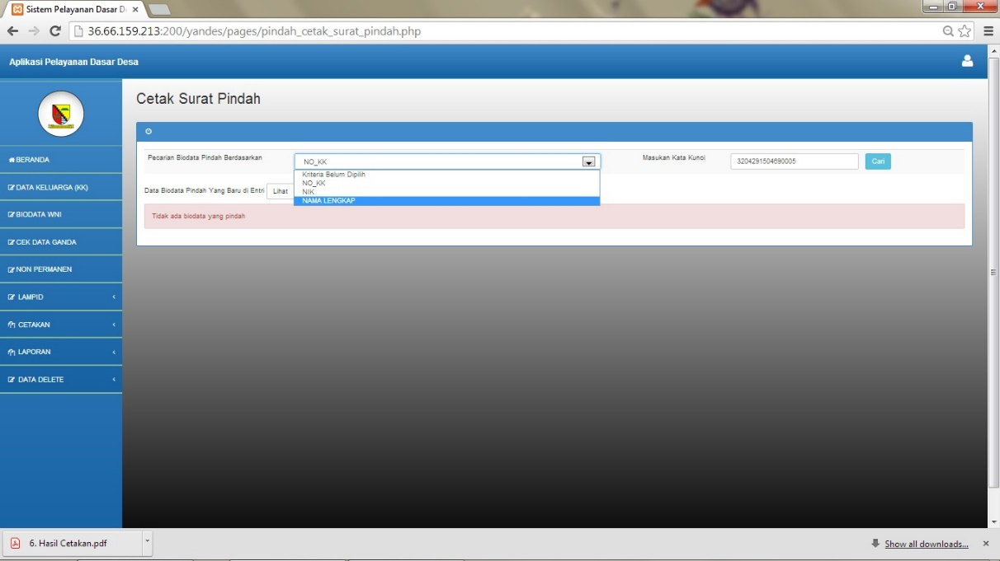 Sistem Pelayanan Dasar D
36.66.159.213:200/yandes/pages/pindah_cetak_surat_pindah.php
Aplikasi Pelayanan Dasar Desa
Cetak Surat Pindah
BERANDA
DATA KELUARGA (KK)
BIODATA WNI
CEK DATA GANDA
NON PERMANEN
LAMPID
CETAKAN
LAPORAN
DATA DELETE
Pecarian Biodata Pindah Berdasarkan
NO_KK
Masukan Kata Kunci
3204291504690005
Cari
Kriteria Belum Dipilih
NO_KK
NIK
NAMA LENGKAP
Data Biodata Pindah Yang Baru di Entri
Lihat
Tidak ada biodata yang pindah
6. Hasil Cetakan.pdf
Show all downloads...